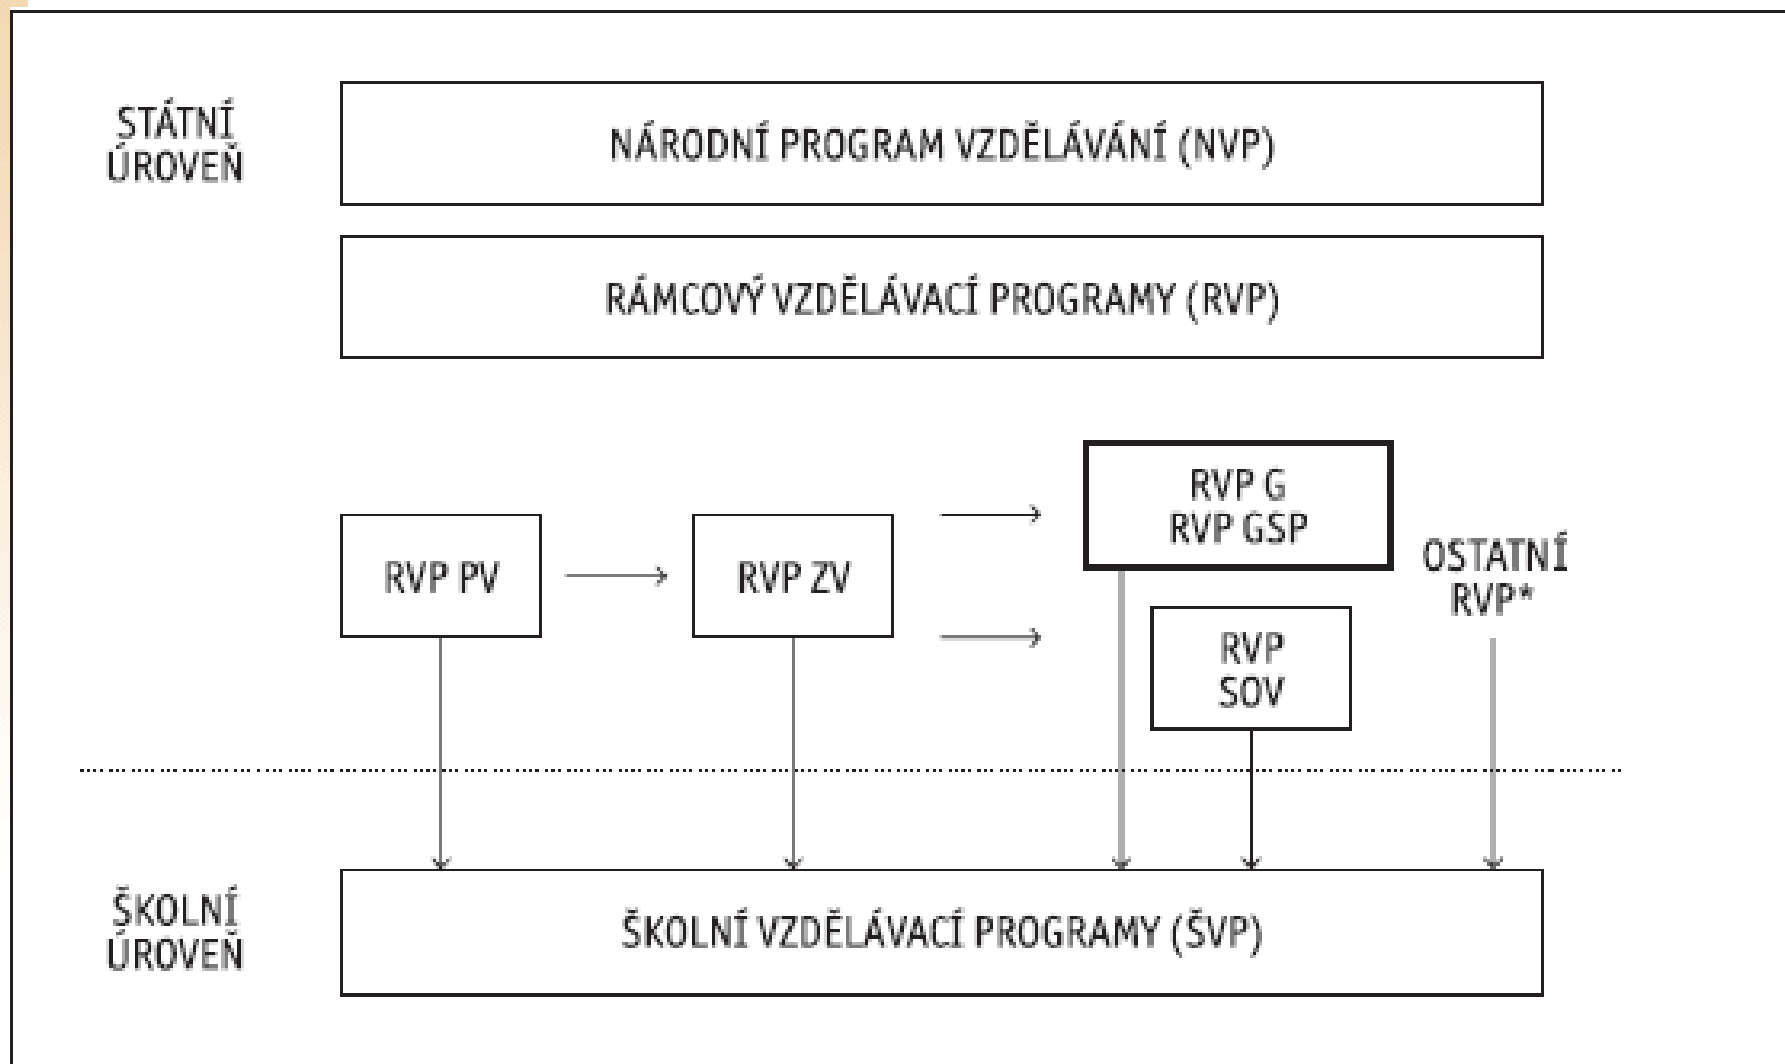 STÁTNÍ
ÚROVEŇ
NÁRODNÍ PROGRAM VZDĚLÁVÁNÍ (NVP)
RÁMCOVÝ VZDĚLÁVACÍ PROGRAMY (RVP)
RVP PV
RVP ZV
RVP G
RVP GSP
RVP
SOV
OSTATNÍ
RVP*
ŠKOLNÍ
ÚROVEŇ
ŠKOLNÍ VZDĚLÁVACÍ PROGRAMY (ŠVP)